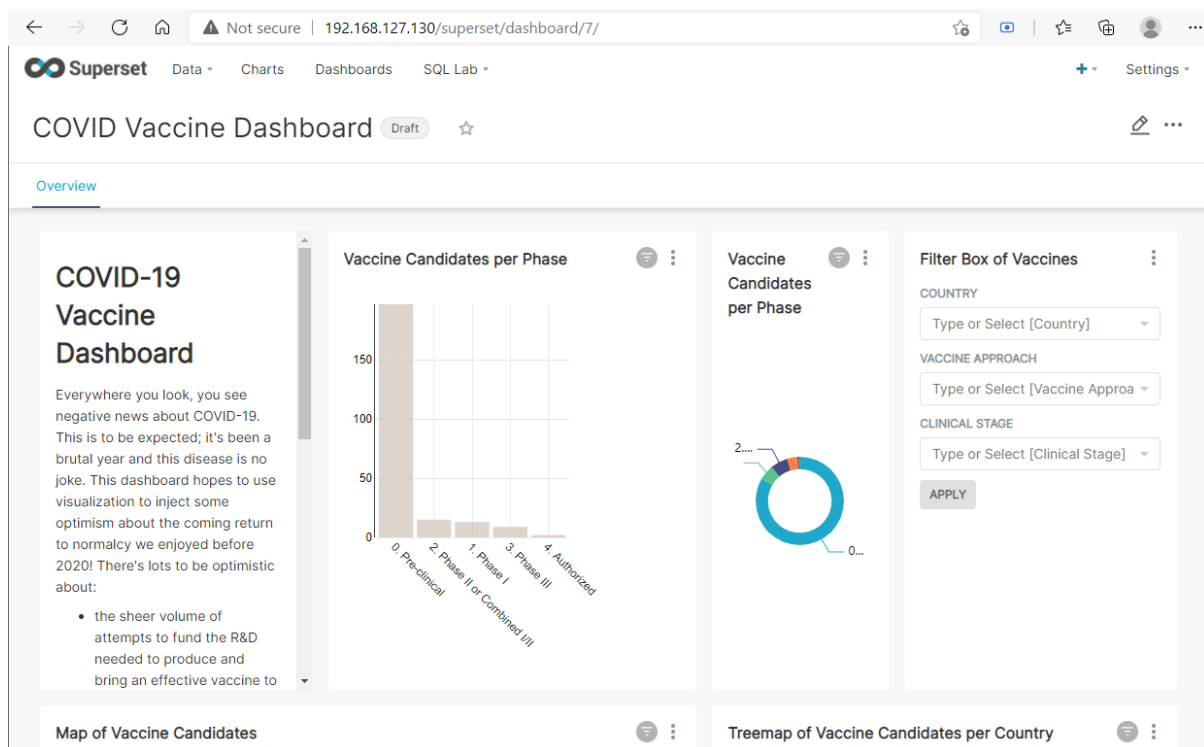 Not secure | 192.168.127.130/superset/dashboard/7/
Superset Data Charts Dashboards SQL Lab + Settings
COVID Vaccine Dashboard Draft
Overview
COVID-19
Vaccine
Dashboard
Everywhere you look, you see
negative news about COVID-19.
This is to be expected; it's been a
brutal year and this disease is no
joke. This dashboard hopes to use
visualization to inject some
optimism about the coming return
to normalcy we enjoyed before
2020! There's lots to be optimistic
about:
• the sheer volume of
attempts to fund the R&D
needed to produce and
bring an effective vaccine to
Vaccine Candidates per Phase
150
100
50
0
0. Pre-clinical
2. Phase II or Combined I/II
1. Phase I
3. Phase III
4. Authorized
Vaccine
Candidates
per Phase
2....
0...
Filter Box of Vaccines
COUNTRY
Type or Select [Country]
VACCINE APPROACH
Type or Select [Vaccine Approa
CLINICAL STAGE
Type or Select [Clinical Stage]
APPLY
Map of Vaccine Candidates
Treemap of Vaccine Candidates per Country